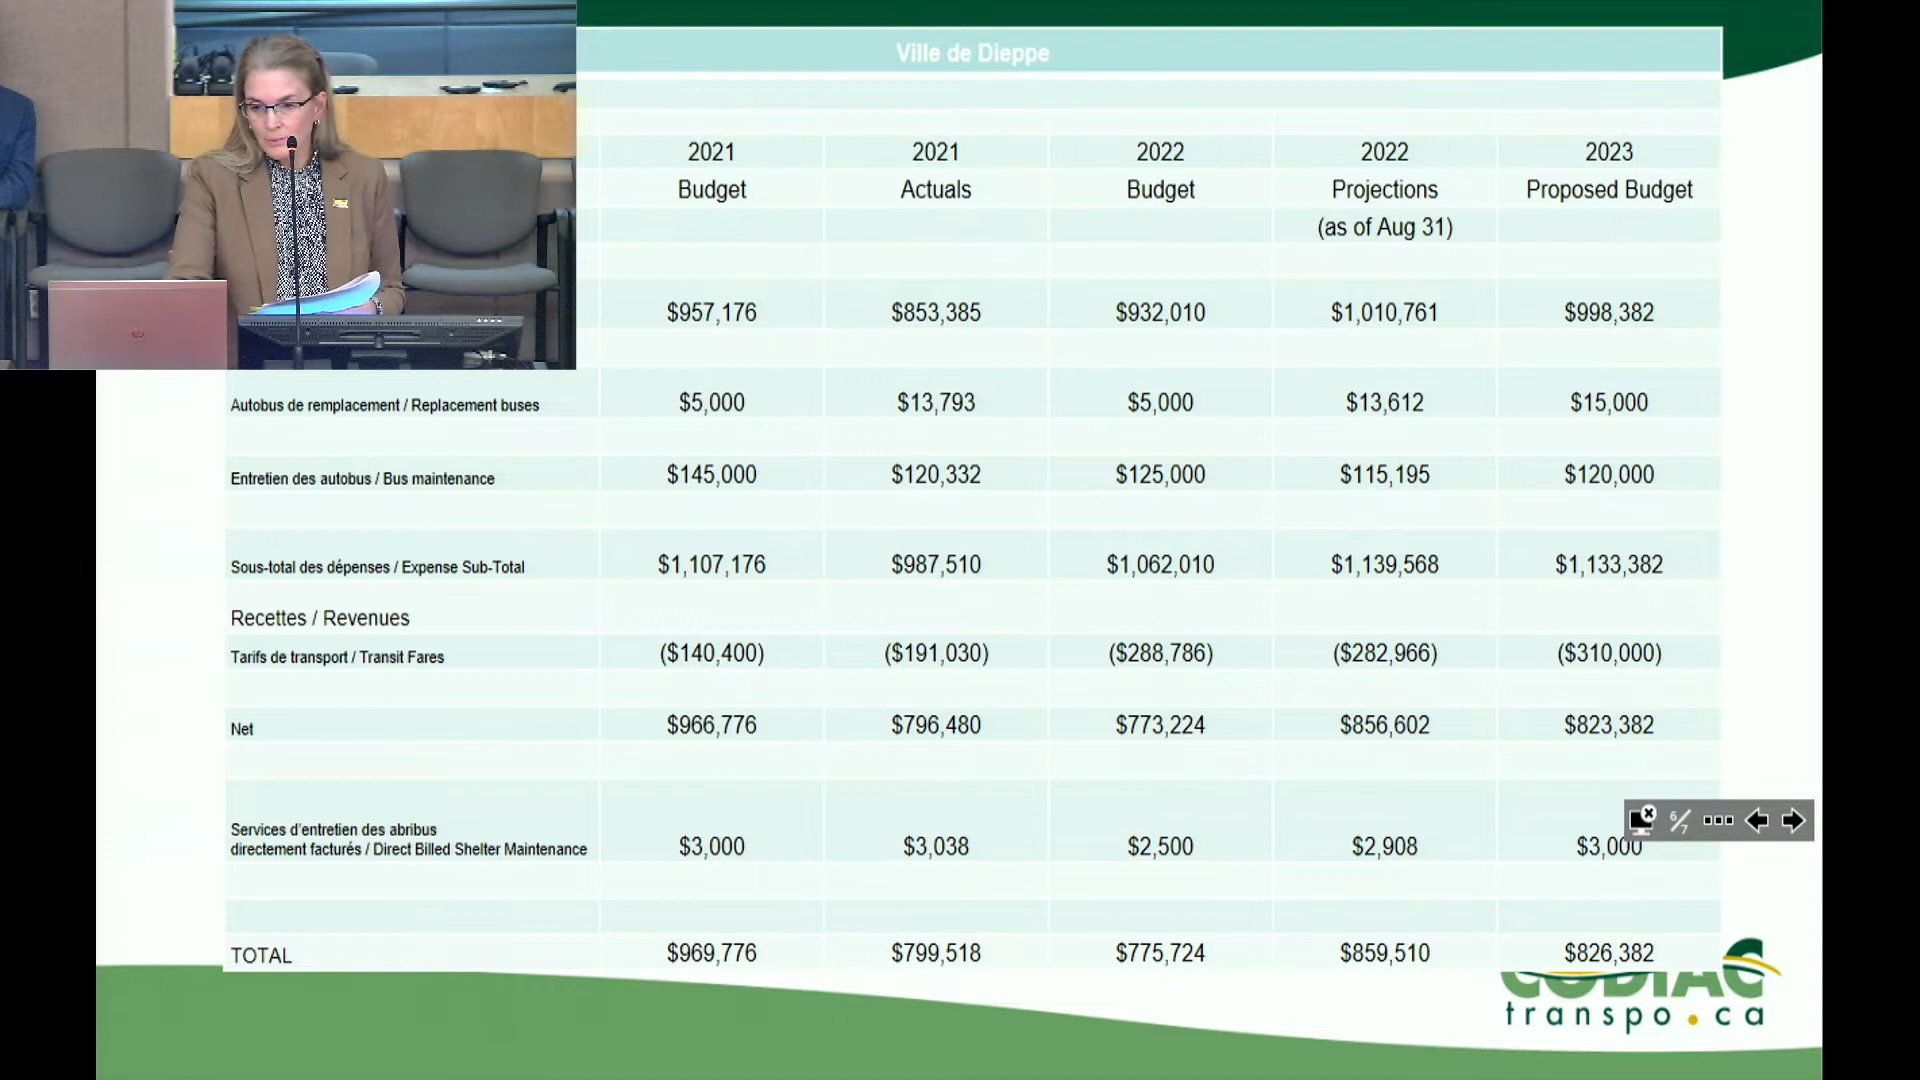 Ville de Dieppe
2021 2021 2022 2022 2023
Budget Actuals Budget Projections Proposed Budget
(as of Aug 31)
$957,176 $853,385 $932,010 $1,010,761 $998,382
Autobus de remplacement / Replacement buses $5,000 $13,793 $5,000 $13,612 $15,000
Entretien des autobus / Bus maintenance $145,000 $120,332 $125,000 $115,195 $120,000
Sous-total des dépenses / Expense Sub-Total $1,107,176 $987,510 $1,062,010 $1,139,568 $1,133,382
Recettes / Revenues
Tarifs de transport / Transit Fares ($140,400) ($191,030) ($288,786) ($282,966) ($310,000)
Net $966,776 $796,480 $773,224 $856,602 $823,382
Services d'entretien des abribus
directement facturés / Direct Billed Shelter Maintenance $3,000 $3,038 $2,500 $2,908 $3,000
6/7
TOTAL $969,776 $799,518 $775,724 $859,510 $826,382
CODIAC
transpo.ca